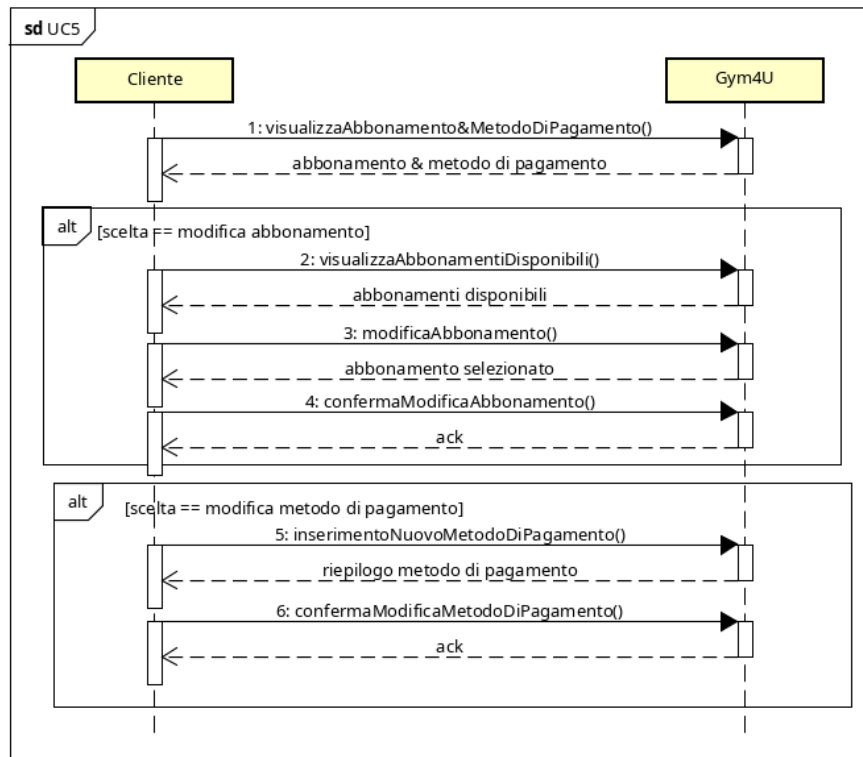 sd UC5
Cliente
Gym4U
1: visualizzaAbbonamento&MetodoDiPagamento()
abbonamento & metodo di pagamento
alt
[scelta == modifica abbonamento]
2: visualizzaAbbonamentiDisponibili()
abbonamenti disponibili
3: modificaAbbonamento()
abbonamento selezionato
4: confermaModificaAbbonamento()
ack
alt
[scelta == modifica metodo di pagamento]
5: inserimentoNuovoMetodoDiPagamento()
riepilogo metodo di pagamento
6: confermaModificaMetodoDiPagamento()
ack